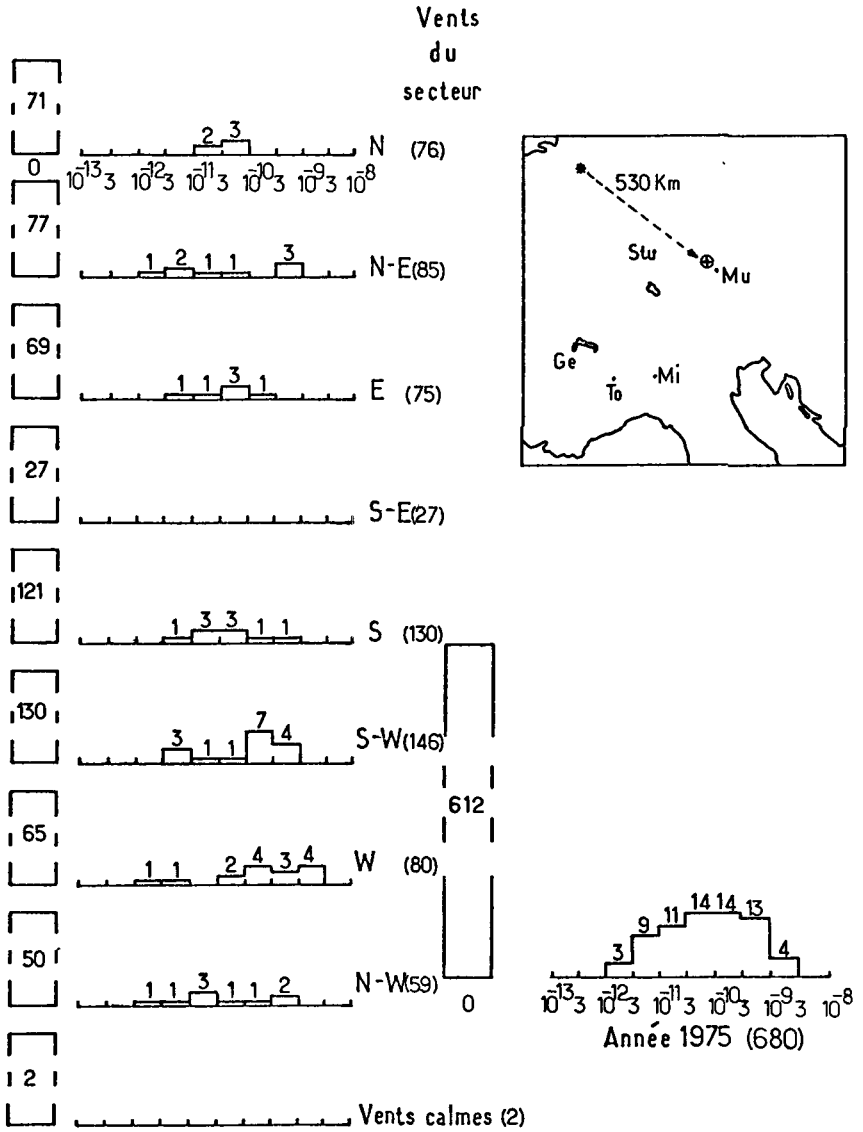 Vents
du
secteur
71
2 3
N (76)
0
10-13 3 10-12 3 10-11 3 10-10 3 10-9 3 10-8
77
1 2 1 1 3
N-E (85)
69
1 1 3 1
E (75)
27
S-E (27)
121
1 3 3 1 1
S (130)
130
3 1 1 7 4
S-W (146)
65
1 1 2 4 3 4
W (80)
50
1 1 3 1 1 2
N-W (59)
2
Vents calmes (2)
530 Km
Stu
Mu
Ge
To
Mi
612
0
3 9 11 14 14 13 4
10-13 3 10-12 3 10-11 3 10-10 3 10-9 3 10-8
Année 1975 (680)